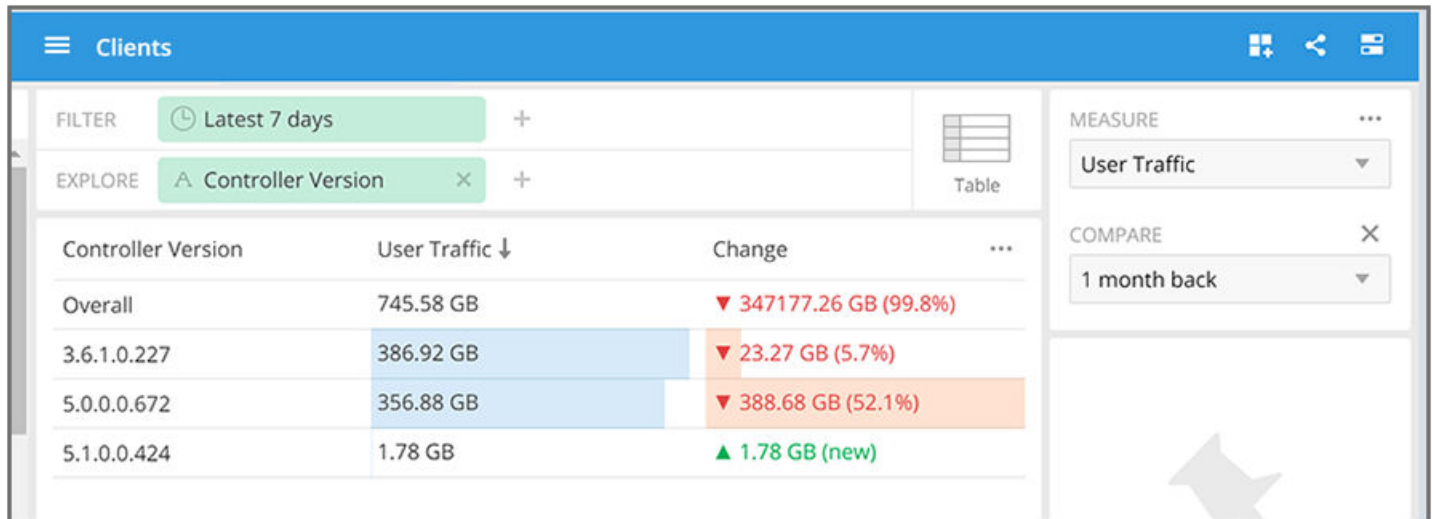 Clients
FILTER Latest 7 days +
EXPLORE A Controller Version × +
Table
MEASURE ...
User Traffic
COMPARE ×
1 month back
Controller Version User Traffic ↓ Change ...
Overall 745.58 GB ▼ 347177.26 GB (99.8%)
3.6.1.0.227 386.92 GB ▼ 23.27 GB (5.7%)
5.0.0.0.672 356.88 GB ▼ 388.68 GB (52.1%)
5.1.0.0.424 1.78 GB ▲ 1.78 GB (new)